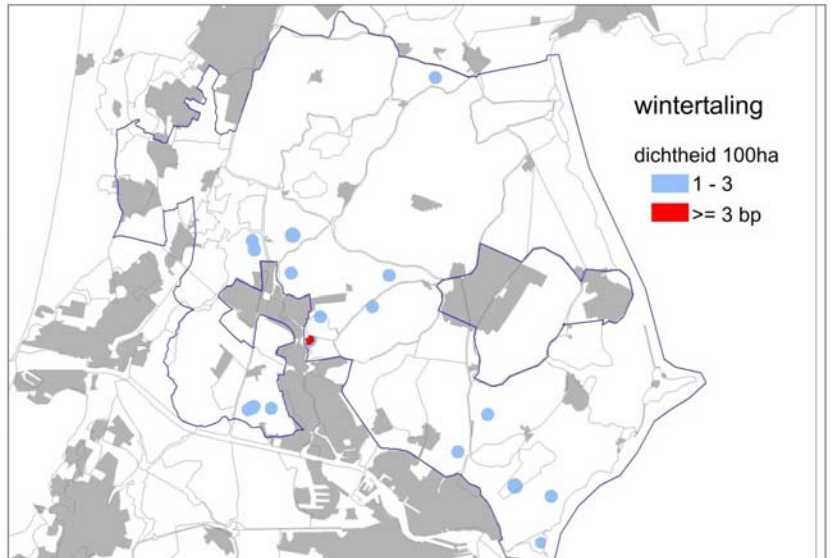 wintertaling
dichtheid 100ha
1 - 3
>= 3 bp